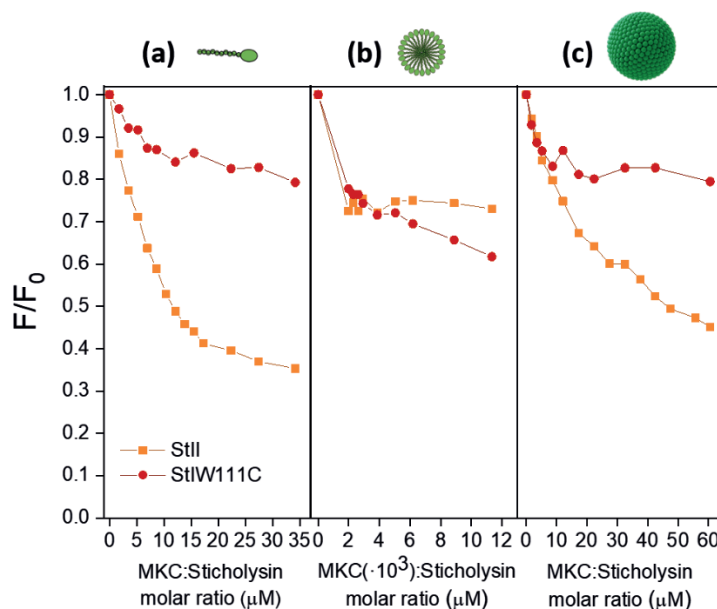 (a)
(b)
(c)
1.0
0.9
0.8
0.7
0.6
0.5
0.4
0.3
0.2
0.1
0.0
F/F0
StII
StIW111C
0 5 10 15 20 25 30 35
0 2 4 6 8 10 12
0 10 20 30 40 50 60
MKC:Sticholysin
molar ratio (μM)
MKC(·10³):Sticholysin
molar ratio (μM)
MKC:Sticholysin
molar ratio (μM)